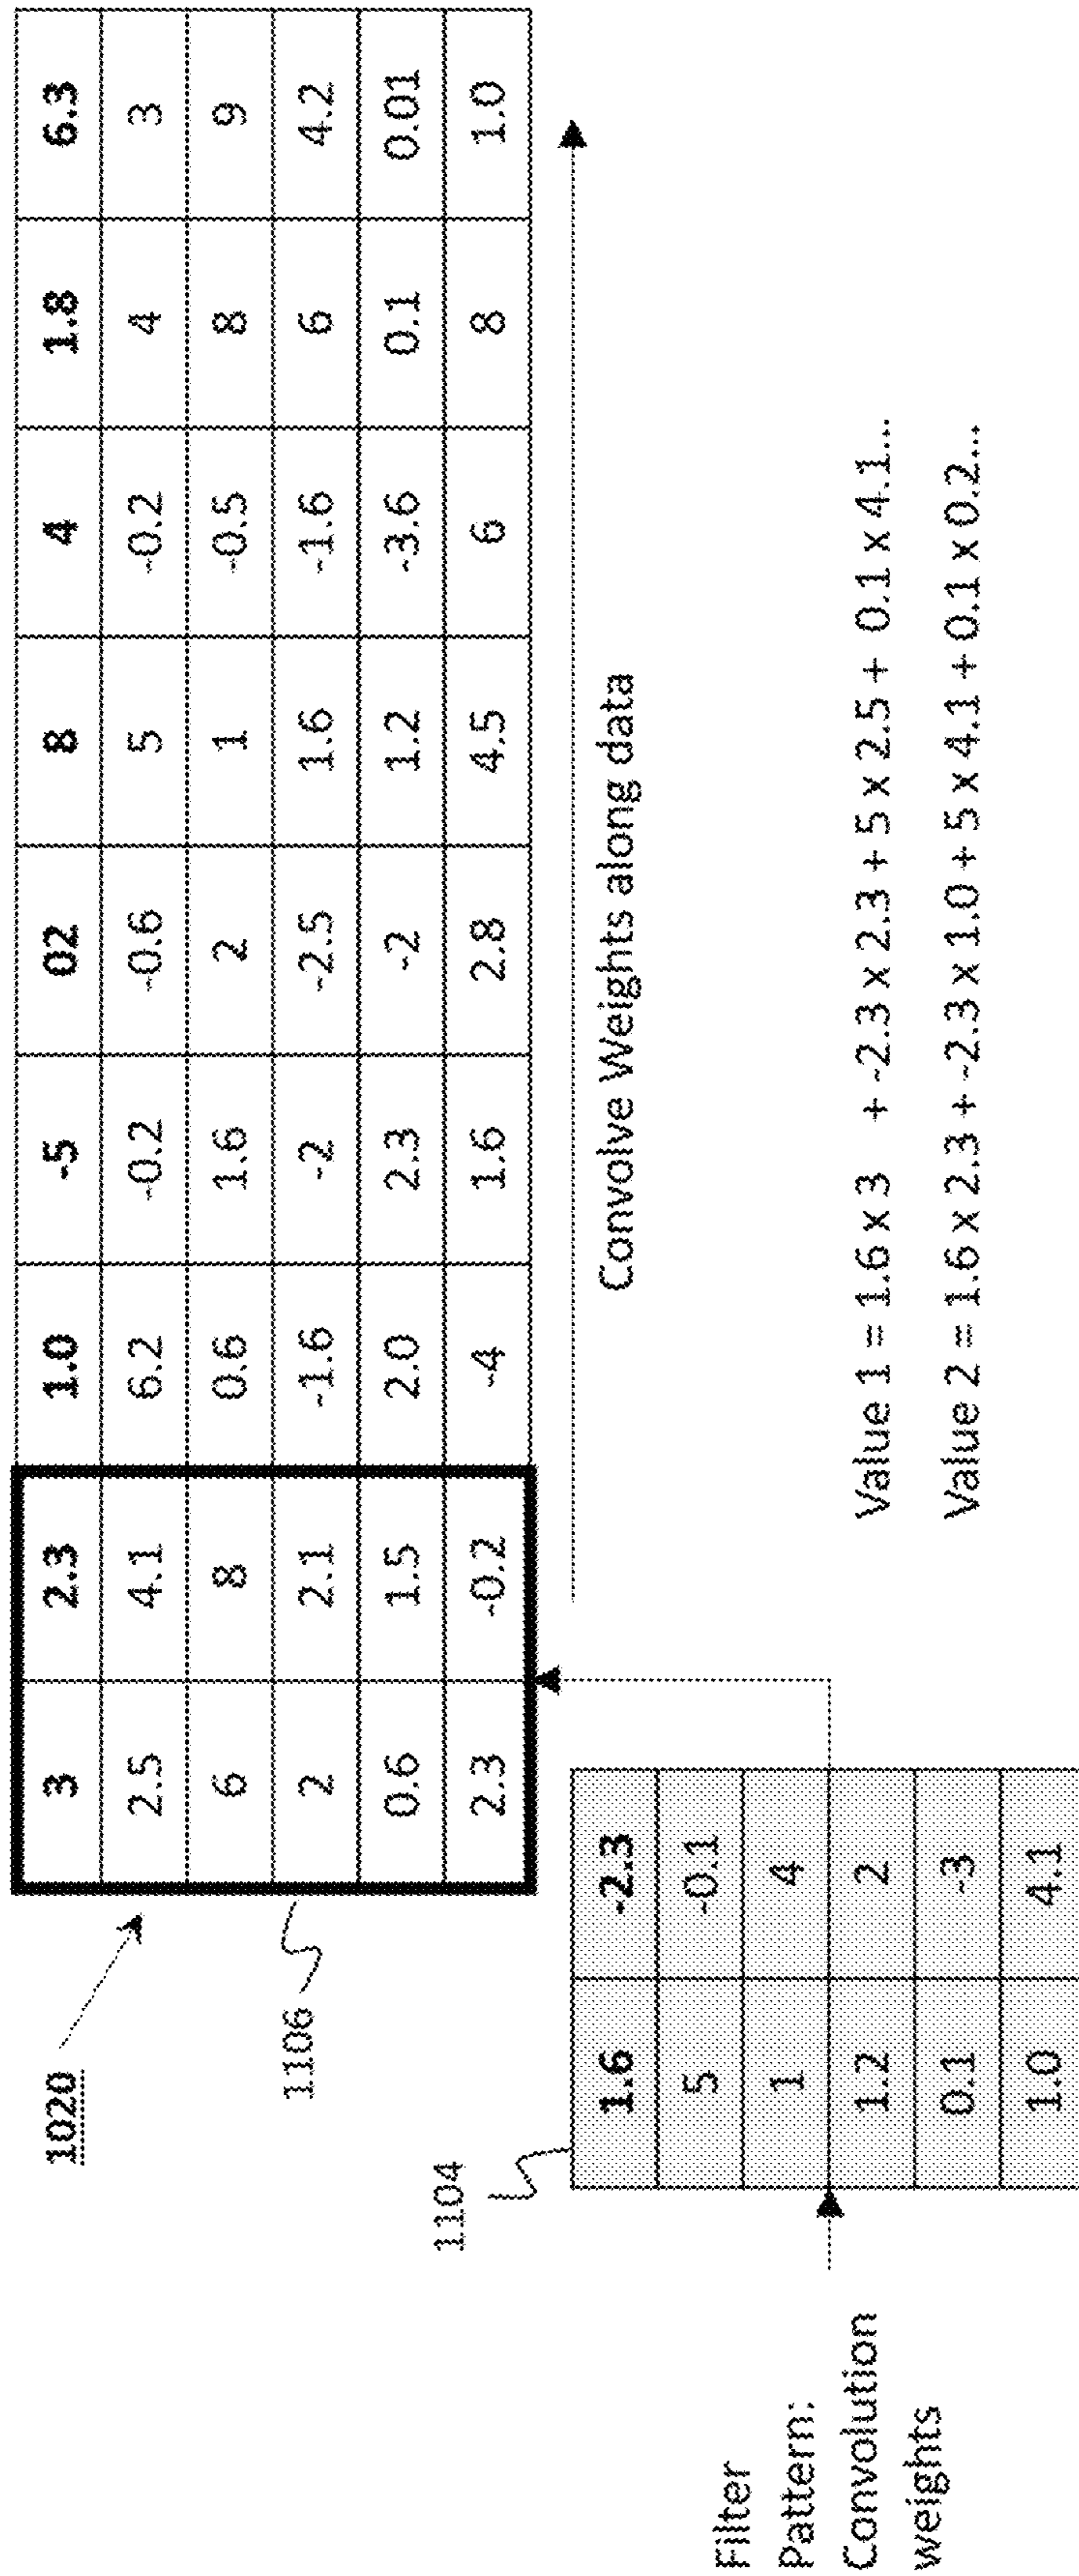 1020
3 2.3 1.0 -5 02 8 4 1.8 6.3
2.5 4.1 6.2 -0.2 -0.6 5 -0.2 4 3
6 8 0.6 1.6 2 1 -0.5 8 9
2 2.1 -1.6 -2 -2.5 1.6 -1.6 6 4.2
0.6 1.5 2.0 2.3 -2 1.2 -3.6 0.1 0.01
2.3 -0.2 -4 1.6 2.8 4.5 6 8 1.0
1106
Convolve Weights along data
1104
1.6 -2.3
5 -0.1
1 4
1.2 2
0.1 -3
1.0 4.1
Filter
Pattern:
Convolution
weights
Value 1 = 1.6 x 3 + -2.3 x 2.3 + 5 x 2.5 + 0.1 x 4.1...
Value 2 = 1.6 x 2.3 + -2.3 x 1.0 + 5 x 4.1 + 0.1 x 0.2...